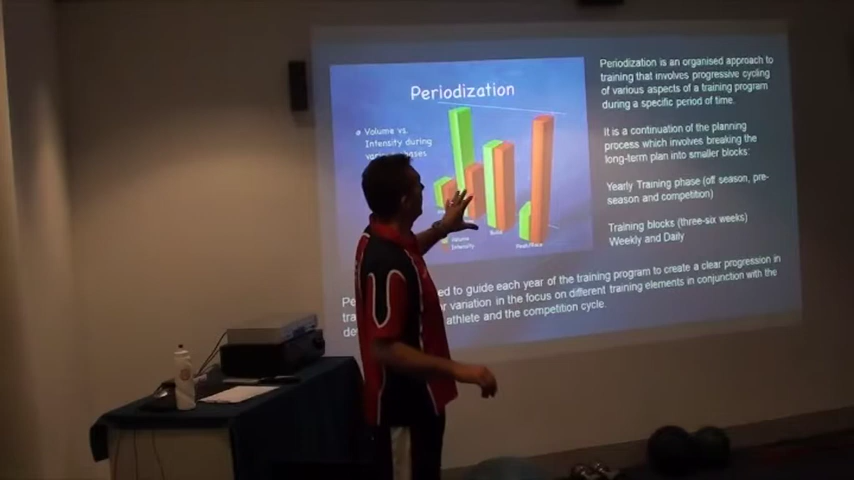 Periodization
Volume vs.
Intensity during
phases
Build
Peak/Race
Volume
Intensity
Periodization is an organised approach to
training that involves progressive cycling
of various aspects of a training program
during a specific period of time.
It is a continuation of the planning
process which involves breaking the
long-term plan into smaller blocks:
Yearly Training phase (off season, pre-
season and competition)
Training blocks (three-six weeks)
Weekly and Daily
ed to guide each year of the training program to create a clear progression in
variation in the focus on different training elements in conjunction with the
athlete and the competition cycle.